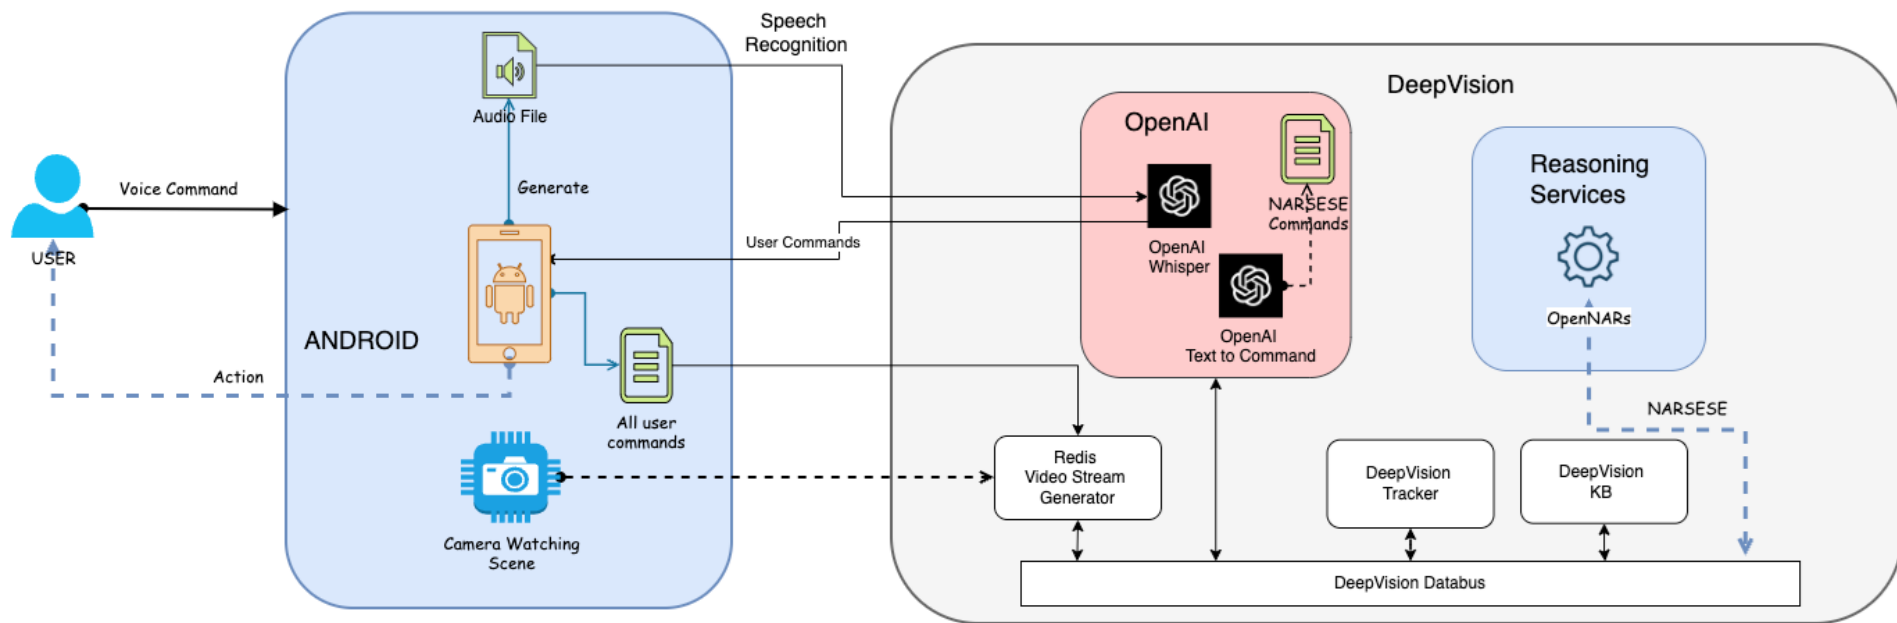 Speech
Recognition
DeepVision
Audio File
OpenAI
Reasoning
Services
Voice Command
Generate
NARSESE
Commands
User Commands
OpenAI
Whisper
USER
OpenNARs
ANDROID
OpenAI
Text to Command
Action
NARSESE
All user
commands
Redis
Video Stream
Generator
DeepVision
Tracker
DeepVision
KB
Camera Watching
Scene
DeepVision Databus